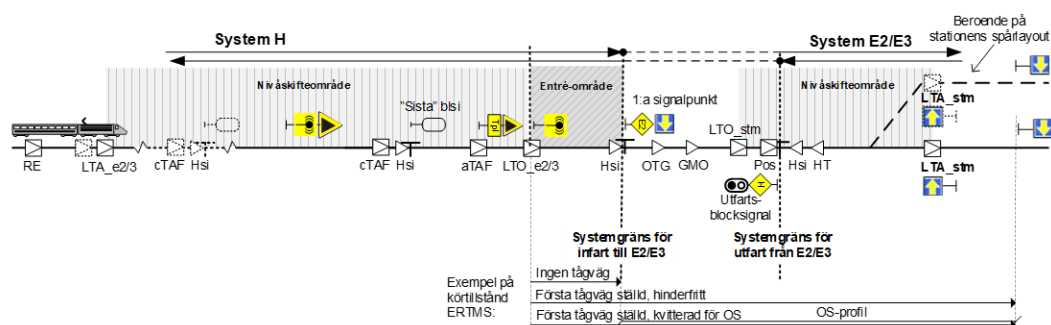 System H
System E2/E3
Beroende på
stationens spårlayout
Nivåskifteområde
Entré-område
Nivåskifteområde
"Sista" blsi
Tpl
1:a signalpunkt
E2
LTO_stm
LTA_stm
RE
LTA_e2/3
cTAF
Hsi
cTAF
Hsi
aTAF
LTO_e2/3
Hsi
OTG
GMO
Pos
Hsi
HT
LTA_stm
H
Utfarts-
blocksignal
Systemgräns för
infart till E2/E3
Systemgräns för
utfart från E2/E3
Exempel på
körtillstånd
ERTMS:
Ingen tågväg
Första tågväg ställd, hinderfritt
Första tågväg ställd, kvitterad för OS
OS-profil